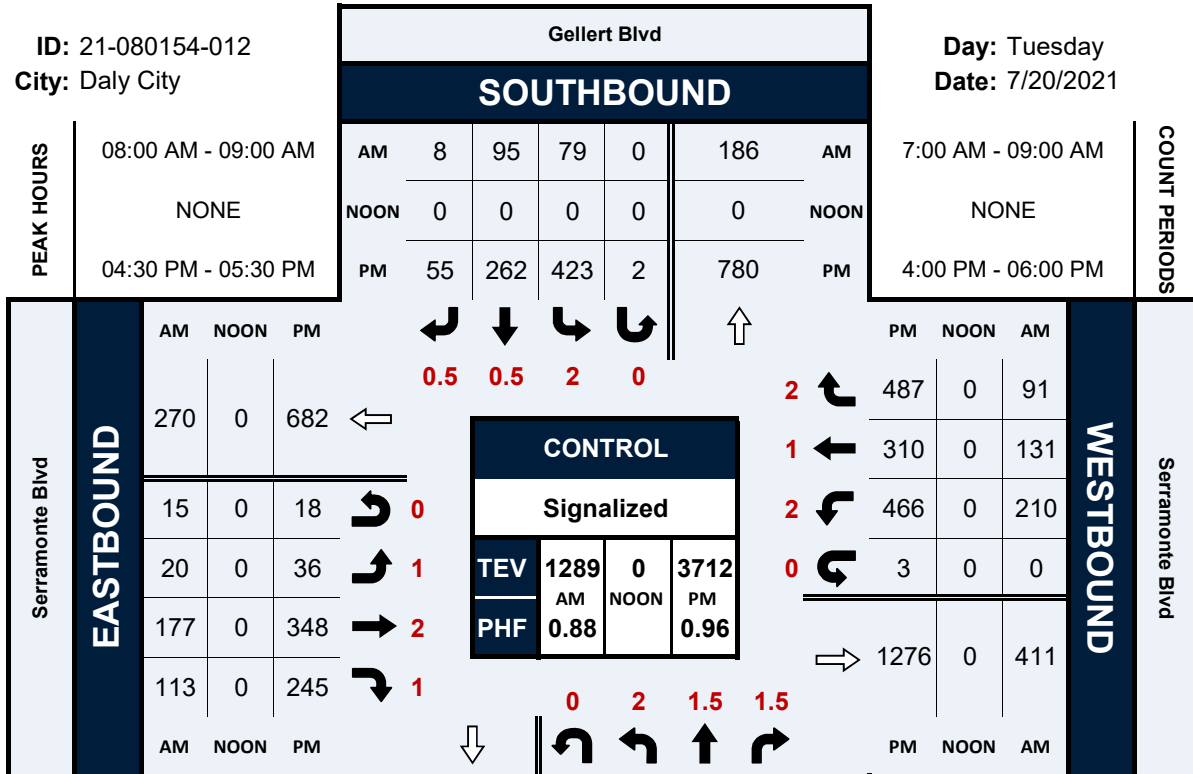 ID: 21-080154-012
City: Daly City
Gellert Blvd
SOUTHBOUND
Day: Tuesday
Date: 7/20/2021
PEAK HOURS
08:00 AM - 09:00 AM
NONE
04:30 PM - 05:30 PM
AM 8 95 79 0 186 AM
NOON 0 0 0 0 0 NOON
PM 55 262 423 2 780 PM
7:00 AM - 09:00 AM
NONE
4:00 PM - 06:00 PM
COUNT PERIODS
0.5 0.5 2 0
Serramonte Blvd
EASTBOUND
AM NOON PM
270 0 682
15 0 18 0
20 0 36 1
177 0 348 2
113 0 245 1
AM NOON PM
CONTROL
Signalized
TEV 1289 0 3712
AM NOON PM
PHF 0.88 0.96
PM NOON AM
2 487 0 91
1 310 0 131
2 466 0 210
0 3 0 0
1276 0 411
PM NOON AM
WESTBOUND
Serramonte Blvd
0 2 1.5 1.5